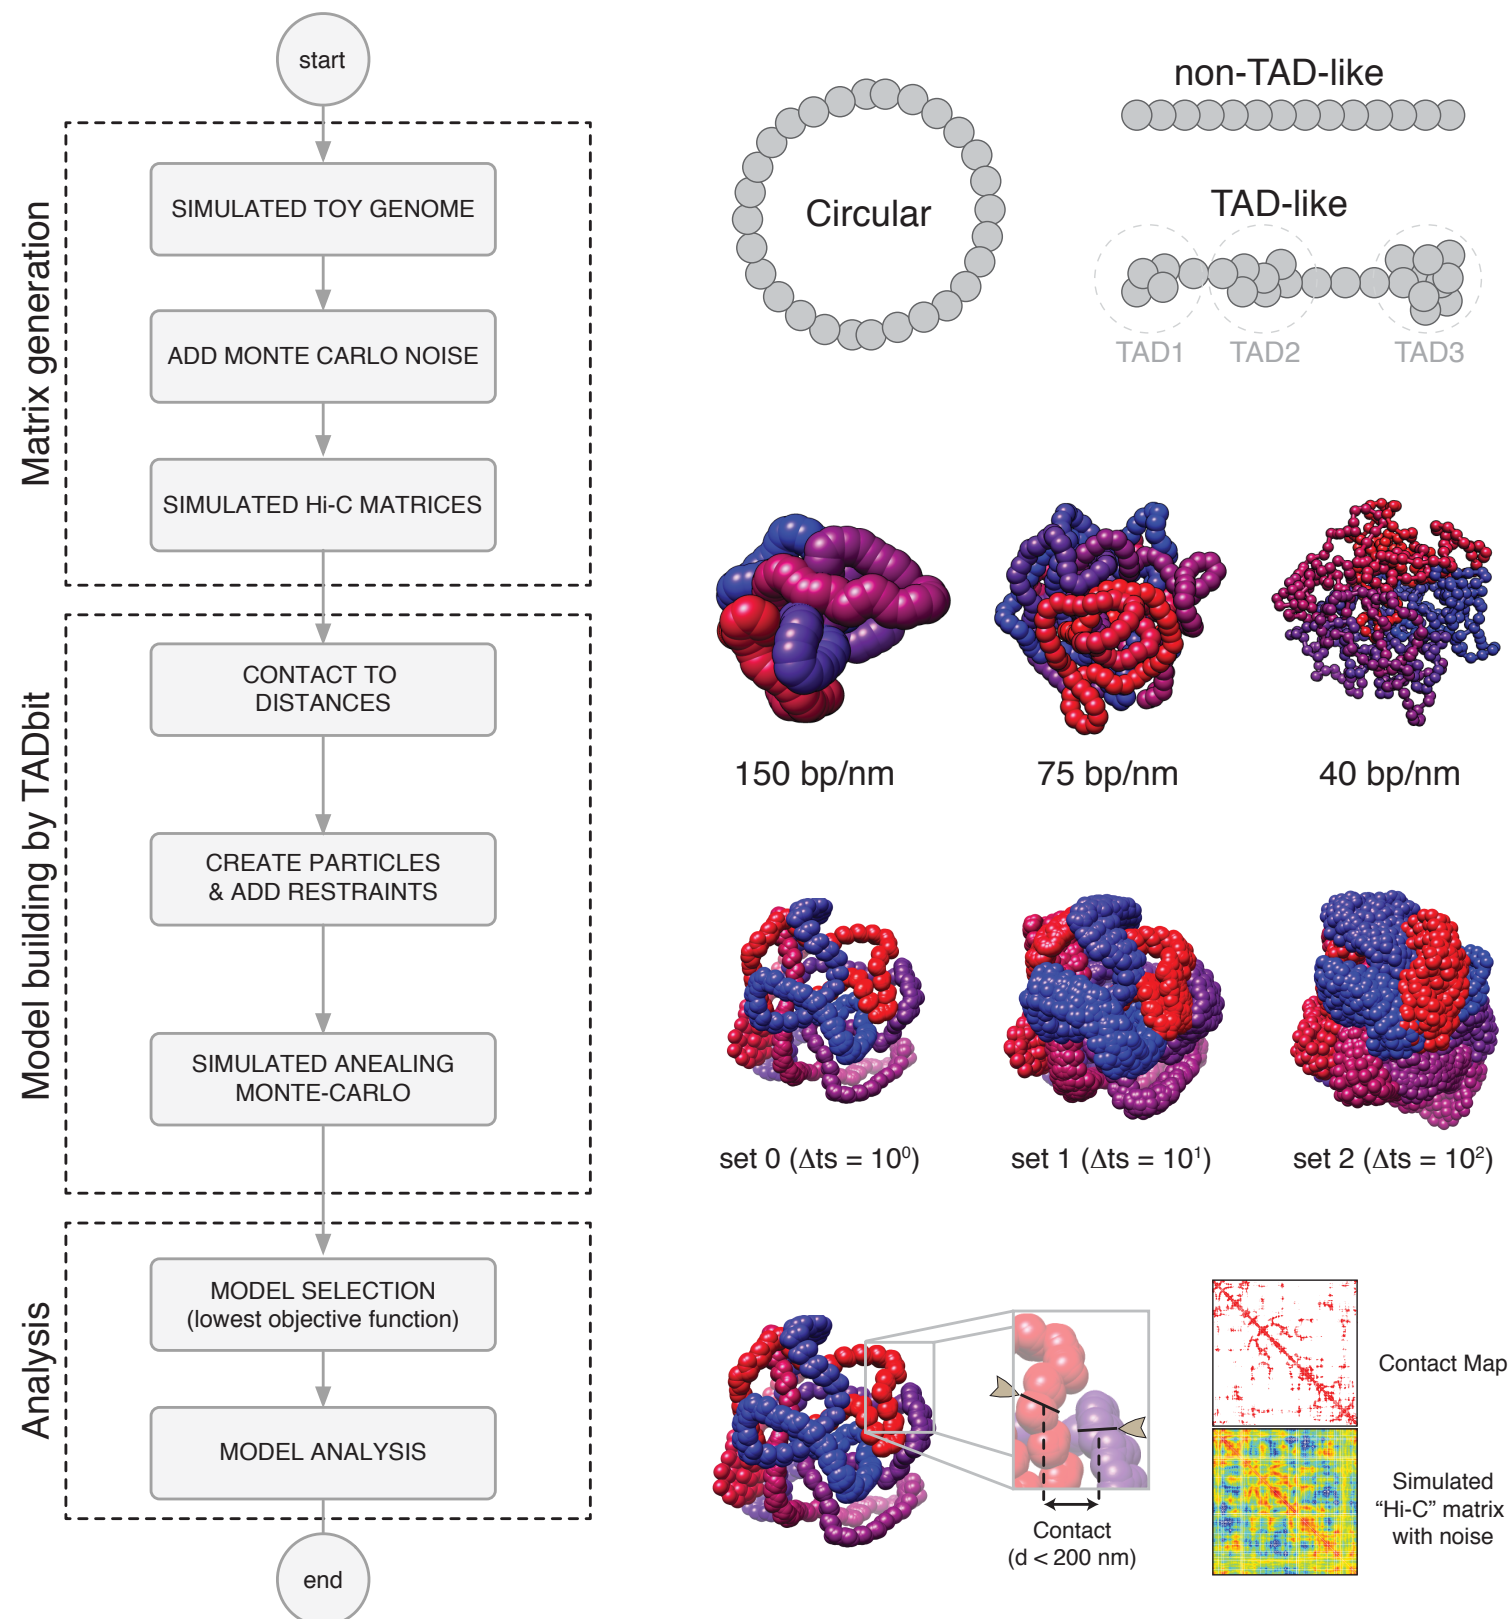 start
Matrix generation
SIMULATED TOY GENOME
ADD MONTE CARLO NOISE
SIMULATED Hi-C MATRICES
Model building by TADbit
CONTACT TO
DISTANCES
CREATE PARTICLES
& ADD RESTRAINTS
SIMULATED ANEALING
MONTE-CARLO
Analysis
MODEL SELECTION
(lowest objective function)
MODEL ANALYSIS
end
Circular
non-TAD-like
TAD-like
TAD1 TAD2 TAD3
150 bp/nm 75 bp/nm 40 bp/nm
set 0 (Δts = 10⁰) set 1 (Δts = 10¹) set 2 (Δts = 10²)
Contact
(d < 200 nm)
Contact Map
Simulated
“Hi-C” matrix
with noise